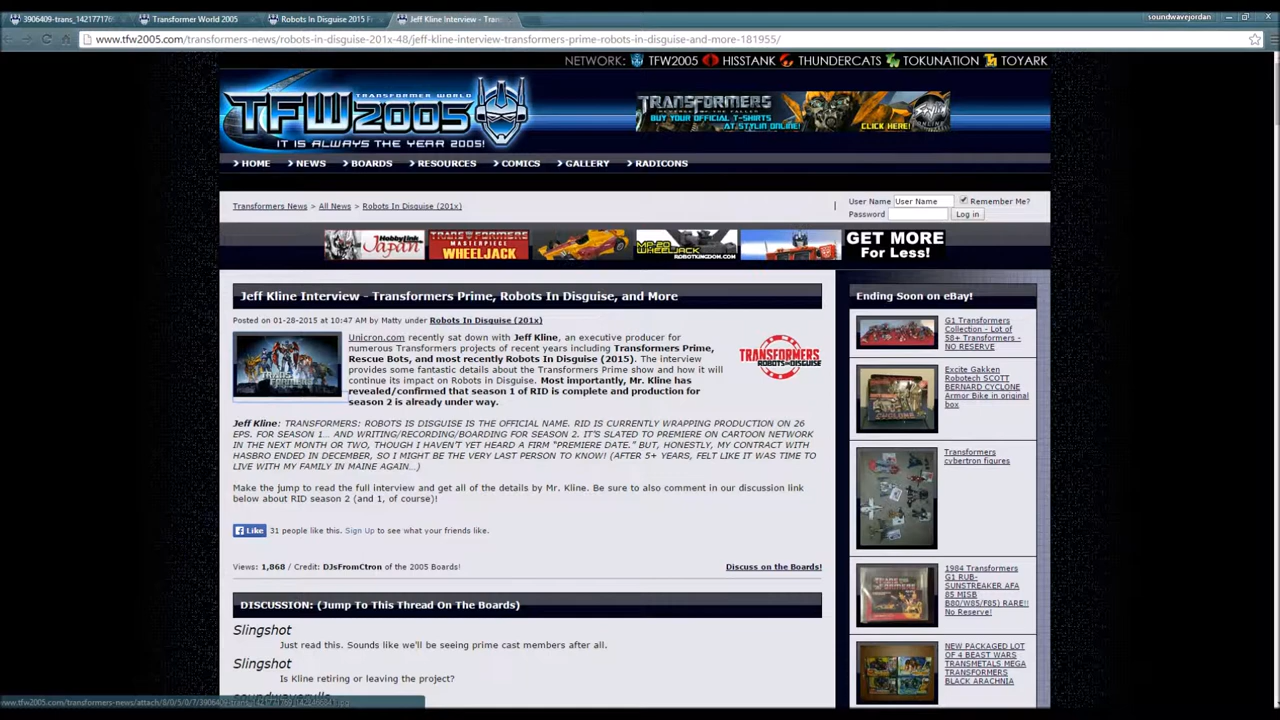 3906409-trans_142177176
Transformer World 2005
Robots In Disguise 2015 F
Jeff Kline Interview - Tran
soundwavejordan
www.tfw2005.com/transformers-news/robots-in-disguise-201x-48/jeff-kline-interview-transformers-prime-robots-in-disguise-and-more-181955/
NETWORK: TFW2005 HISSTANK THUNDERCATS TOKUNATION TOYARK
TRANSFORMER WORLD
TFW2005
IT IS ALWAYS THE YEAR 2005!
TRANSFORMERS
REVENGE OF THE FALLEN
BUY YOUR OFFICIAL T-SHIRTS
AT STYLIN ONLINE!
CLICK HERE!
HOME NEWS BOARDS RESOURCES COMICS GALLERY RADICONS
Transformers News > All News > Robots In Disguise (201x)
User Name User Name Remember Me?
Password Log in
HobbyLink Japan
TRANSFORMERS
MASTERPIECE
WHEELJACK
MP-20
WHEELJACK
ROBOTKINGDOM.COM
GET MORE
For Less!
Jeff Kline Interview - Transformers Prime, Robots In Disguise, and More
Posted on 01-28-2015 at 10:47 AM by Matty under Robots In Disguise (201x)
Unicron.com recently sat down with Jeff Kline, an executive producer for
numerous Transformers projects of recent years including Transformers Prime,
Rescue Bots, and most recently Robots In Disguise (2015). The interview
provides some fantastic details about the Transformers Prime show and how it will
continue its impact on Robots in Disguise. Most importantly, Mr. Kline has
revealed/confirmed that season 1 of RID is complete and production for
season 2 is already under way.
TRANSFORMERS
TRANSFORMERS
ROBOTS IN DISGUISE
Jeff Kline: TRANSFORMERS: ROBOTS IS DISGUISE IS THE OFFICIAL NAME. RID IS CURRENTLY WRAPPING PRODUCTION ON 26
EPS. FOR SEASON 1... AND WRITING/RECORDING/BOARDING FOR SEASON 2. IT'S SLATED TO PREMIERE ON CARTOON NETWORK
IN THE NEXT MONTH OR TWO, THOUGH I HAVEN'T YET HEARD A FIRM "PREMIERE DATE." BUT, HONESTLY, MY CONTRACT WITH
HASBRO ENDED IN DECEMBER, SO I MIGHT BE THE VERY LAST PERSON TO KNOW! (AFTER 5+ YEARS, FELT LIKE IT WAS TIME TO
LIVE WITH MY FAMILY IN MAINE AGAIN...)
Make the jump to read the full interview and get all of the details by Mr. Kline. Be sure to also comment in our discussion link
below about RID season 2 (and 1, of course)!
Like 31 people like this. Sign Up to see what your friends like.
Views: 1,868 / Credit: DJsFromCtron of the 2005 Boards!
Discuss on the Boards!
DISCUSSION: (Jump To This Thread On The Boards)
Slingshot
Just read this. Sounds like we'll be seeing prime cast members after all.
Slingshot
Is Kline retiring or leaving the project?
Ending Soon on eBay!
G1 Transformers
Collection - Lot of
58+ Transformers -
NO RESERVE
Excite Gakken
Robotech SCOTT
BERNARD CYCLONE
Armor Bike in original
box
Transformers
cybertron figures
1984 Transformers
G1 RUB-
SUNSTREAKER AFA
85 MISB
B80/W85/F85) RARE!!
No Reserve!
NEW PACKAGED LOT
OF 4 BEAST WARS
TRANSMETALS MEGA
TRANSFORMERS
BLACK ARACHNIA